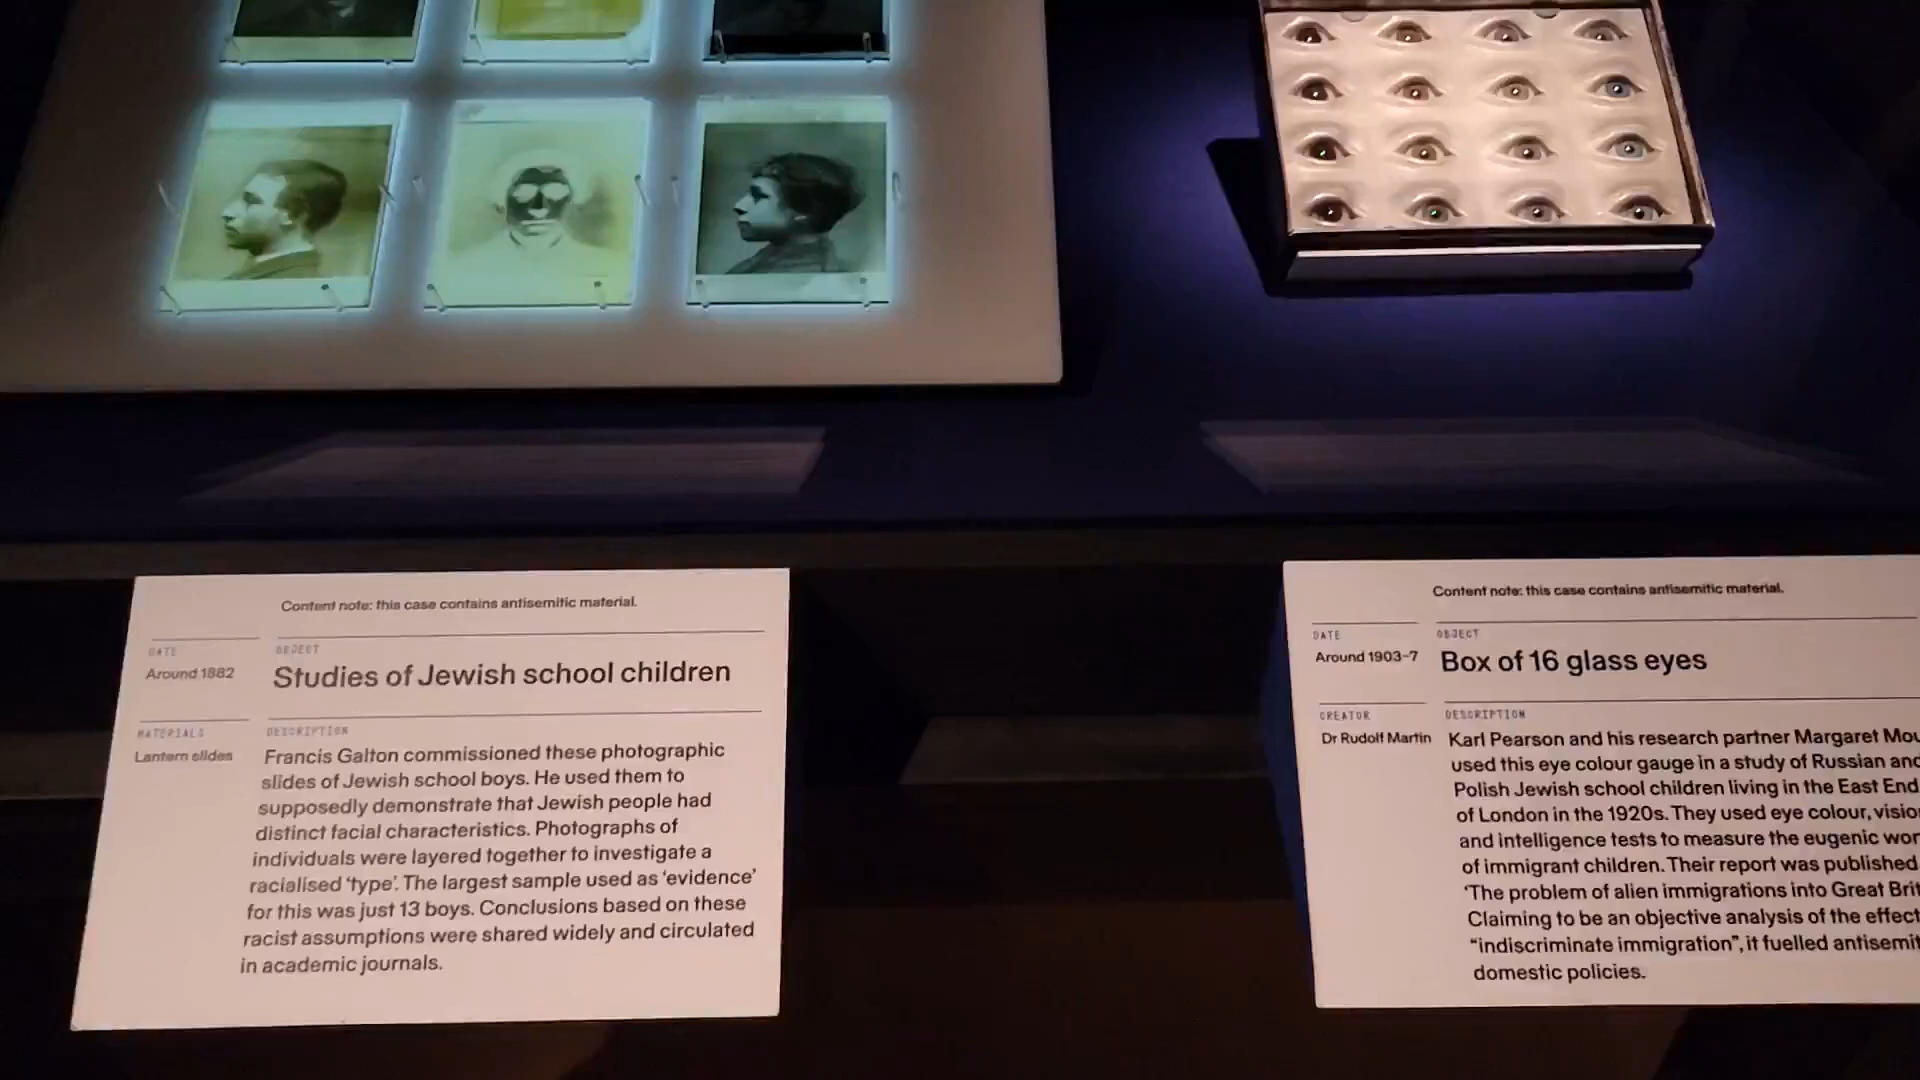 Content note: this case contains antisemitic material.
DATE
Around 1882
OBJECT
Studies of Jewish school children
MATERIALS
Lantern slides
DESCRIPTION
Francis Galton commissioned these photographic
slides of Jewish school boys. He used them to
supposedly demonstrate that Jewish people had
distinct facial characteristics. Photographs of
individuals were layered together to investigate a
racialised ‘type’. The largest sample used as ‘evidence’
for this was just 13 boys. Conclusions based on these
racist assumptions were shared widely and circulated
in academic journals.
Content note: this case contains antisemitic material.
DATE
Around 1903–7
OBJECT
Box of 16 glass eyes
CREATOR
Dr Rudolf Martin
DESCRIPTION
Karl Pearson and his research partner Margaret
used this eye colour gauge in a study of Russian and
Polish Jewish school children living in the East End
of London in the 1920s. They used eye colour,
and intelligence tests to measure the eugenic
of immigrant children. Their report was published
‘The problem of alien immigrations into Great
Claiming to be an objective analysis of the effect
“indiscriminate immigration”, it fuelled
domestic policies.